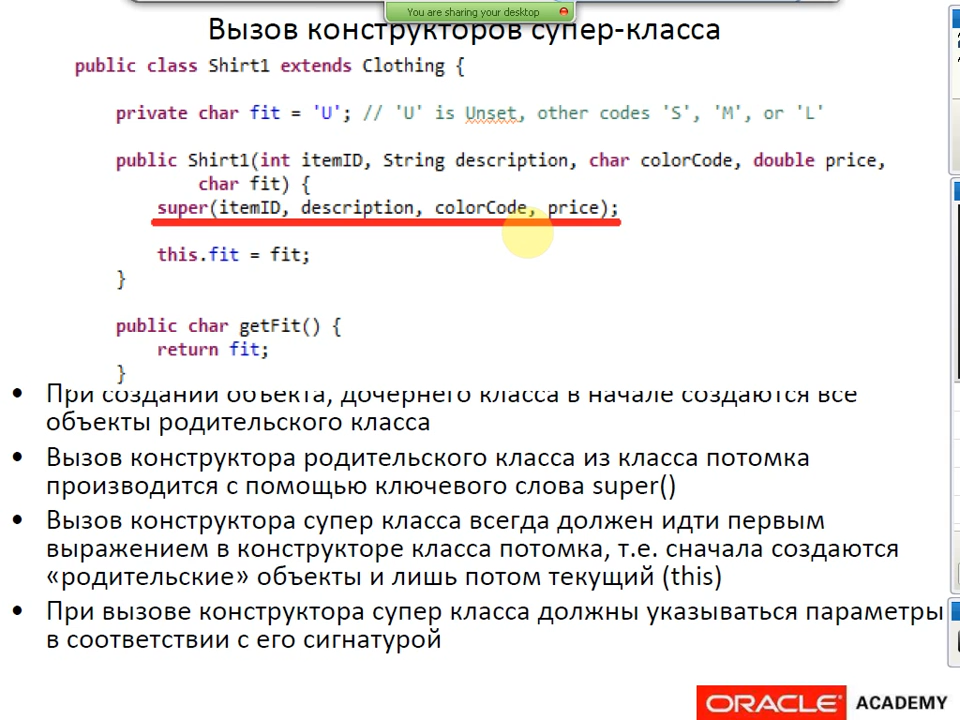 You are sharing your desktop
Вызов конструкторов супер-класса
public class Shirt1 extends Clothing {
private char fit = 'U'; // 'U' is Unset, other codes 'S', 'M', or 'L'
public Shirt1(int itemID, String description, char colorCode, double price,
char fit) {
super(itemID, description, colorCode, price);
this.fit = fit;
}
public char getFit() {
return fit;
}
• При создании объекта, дочернего класса в начале создаются все
объекты родительского класса
• Вызов конструктора родительского класса из класса потомка
производится с помощью ключевого слова super()
• Вызов конструктора супер класса всегда должен идти первым
выражением в конструкторе класса потомка, т.е. сначала создаются
«родительские» объекты и лишь потом текущий (this)
• При вызове конструктора супер класса должны указываться параметры
в соответствии с его сигнатурой
ORACLE ACADEMY